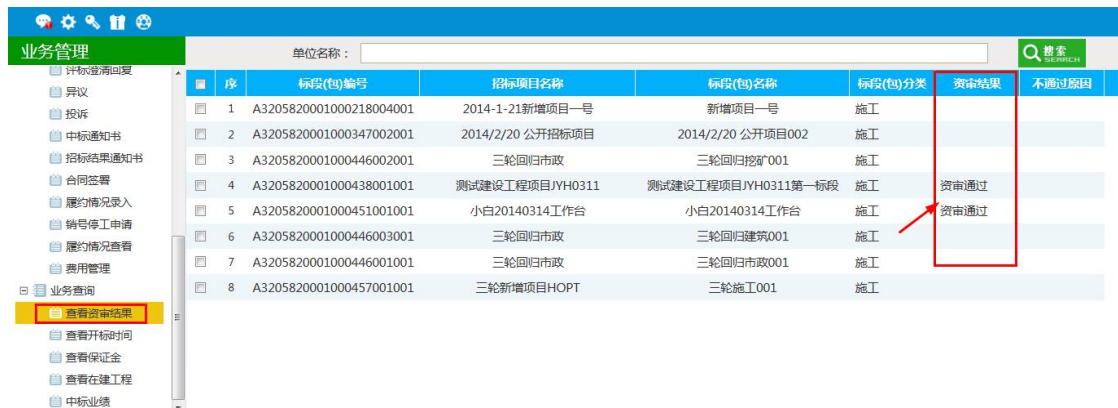 业务管理
单位名称：
搜索
SEARCH
评标澄清回复
异议
投诉
中标通知书
招标结果通知书
合同签署
履约情况录入
销号停工申请
履约情况查看
费用管理
业务查询
查看资审结果
查看开标时间
查看保证金
查看在建工程
中标业绩
序 标段(包)编号 招标项目名称 标段(包)名称 标段(包)分类 资审结果 不通过原因
1 A3205820001000218004001 2014-1-21新增项目一号 新增项目一号 施工
2 A3205820001000347002001 2014/2/20 公开招标项目 2014/2/20 公开项目002 施工
3 A3205820001000446002001 三轮回归市政 三轮回归挖矿001 施工
4 A3205820001000438001001 测试建设工程项目JYH0311 测试建设工程项目JYH0311第一标段 施工 资审通过
5 A3205820001000451001001 小白20140314工作台 小白20140314工作台 施工 资审通过
6 A3205820001000446003001 三轮回归市政 三轮回归建筑001 施工
7 A3205820001000446001001 三轮回归市政 三轮回归市政001 施工
8 A3205820001000457001001 三轮新增项目HOPT 三轮施工001 施工